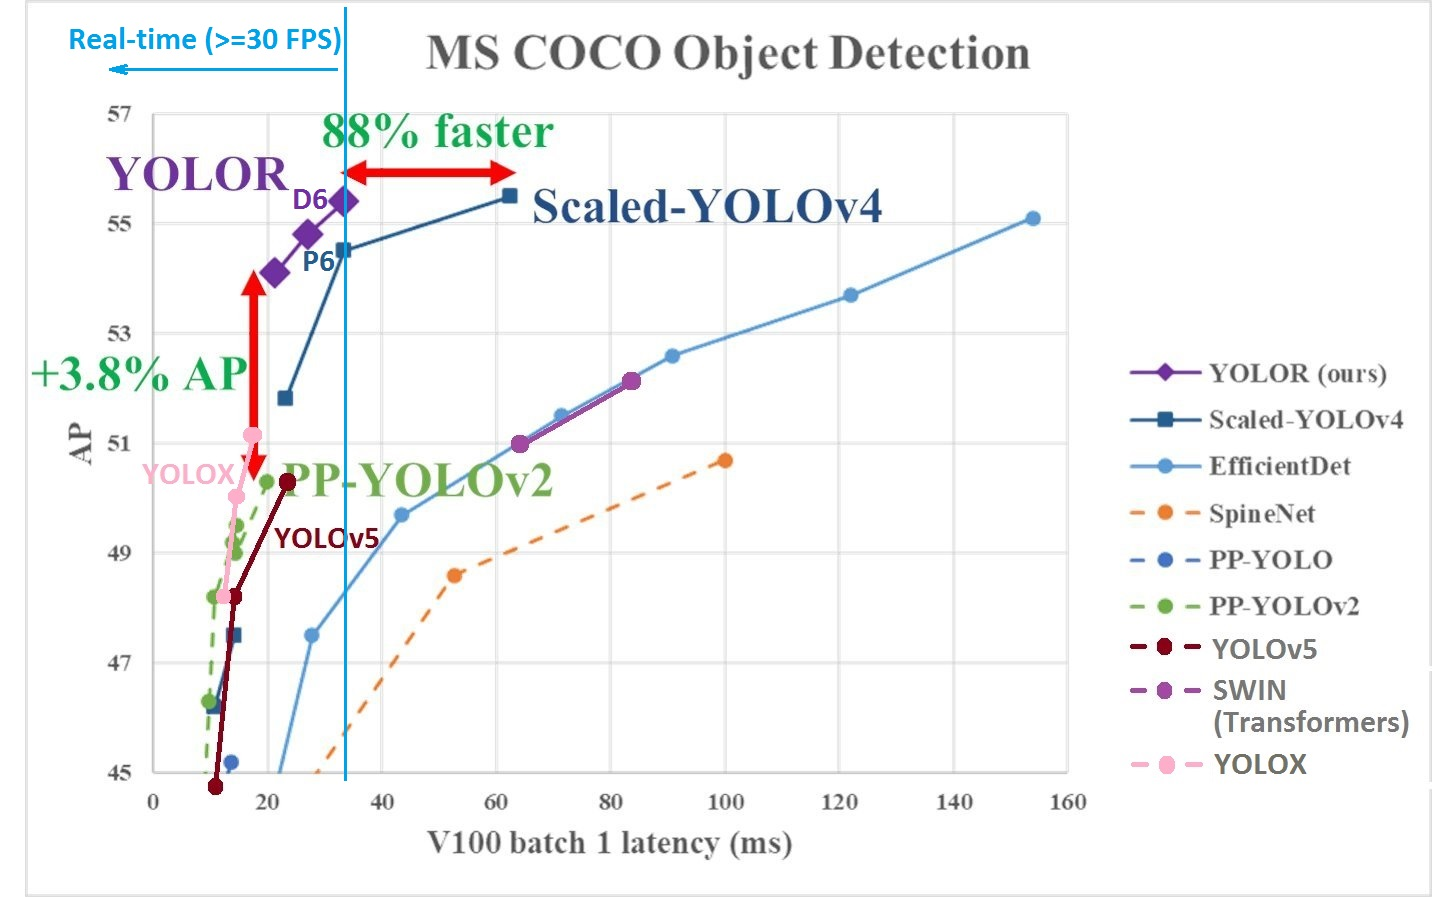 Real-time (>=30 FPS)
MS COCO Object Detection
57
88% faster
YOLOR
D6
Scaled-YOLOv4
55
P6
53
+3.8% AP
51
AP
YOLOX
PP-YOLOv2
YOLOv5
49
47
45
0 20 40 60 80 100 120 140 160
V100 batch 1 latency (ms)
YOLOR (ours)
Scaled-YOLOv4
EfficientDet
SpineNet
PP-YOLO
PP-YOLOv2
YOLOv5
SWIN
(Transformers)
YOLOX